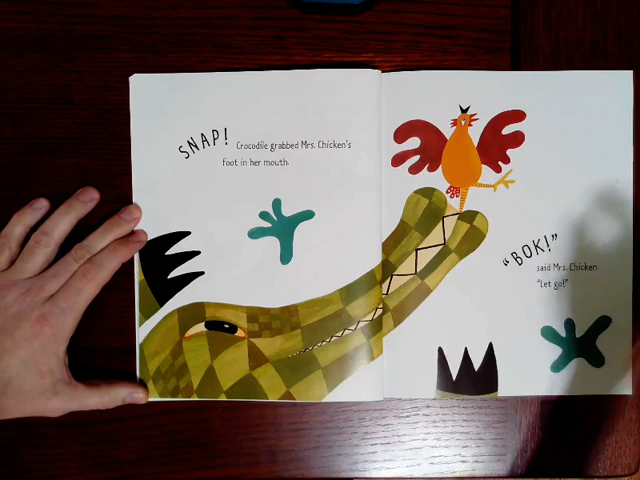 SNAP! Crocodile grabbed Mrs. Chicken's
foot in her mouth.
"BOK!"
said Mrs. Chicken.
"Let go!"